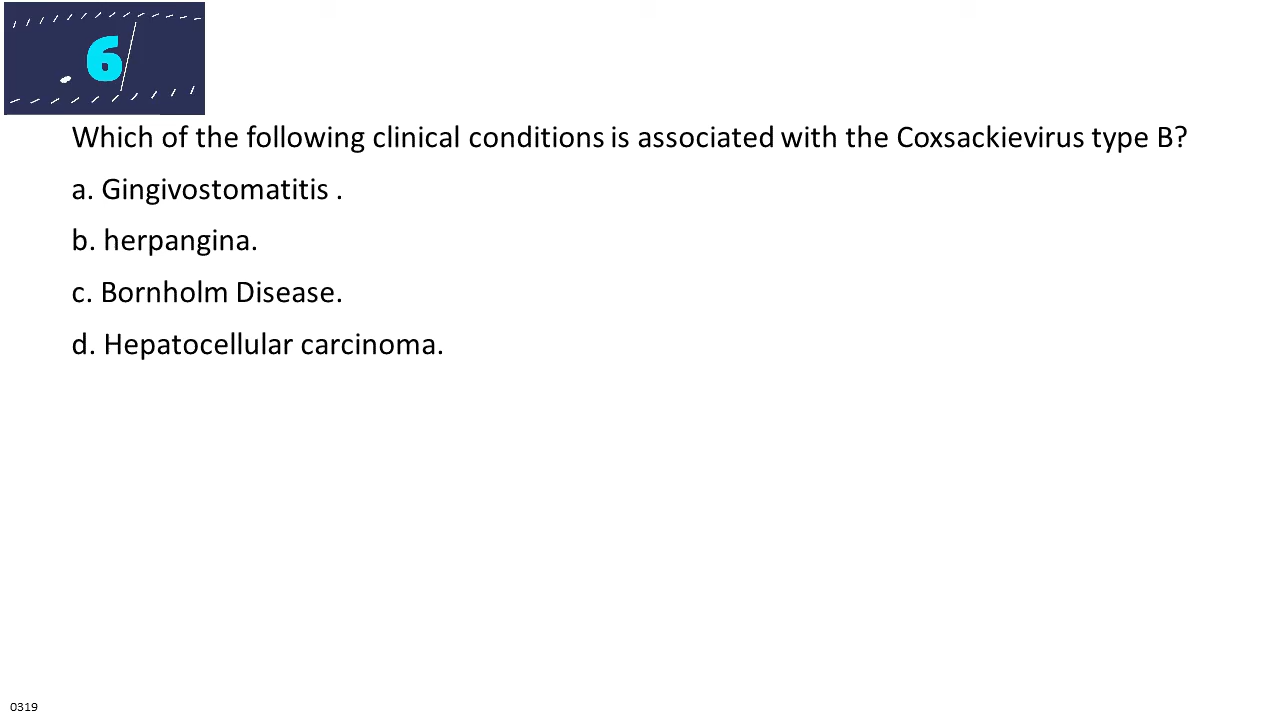 . 6
Which of the following clinical conditions is associated with the Coxsackievirus type B?
a. Gingivostomatitis .
b. herpangina.
c. Bornholm Disease.
d. Hepatocellular carcinoma.
0319